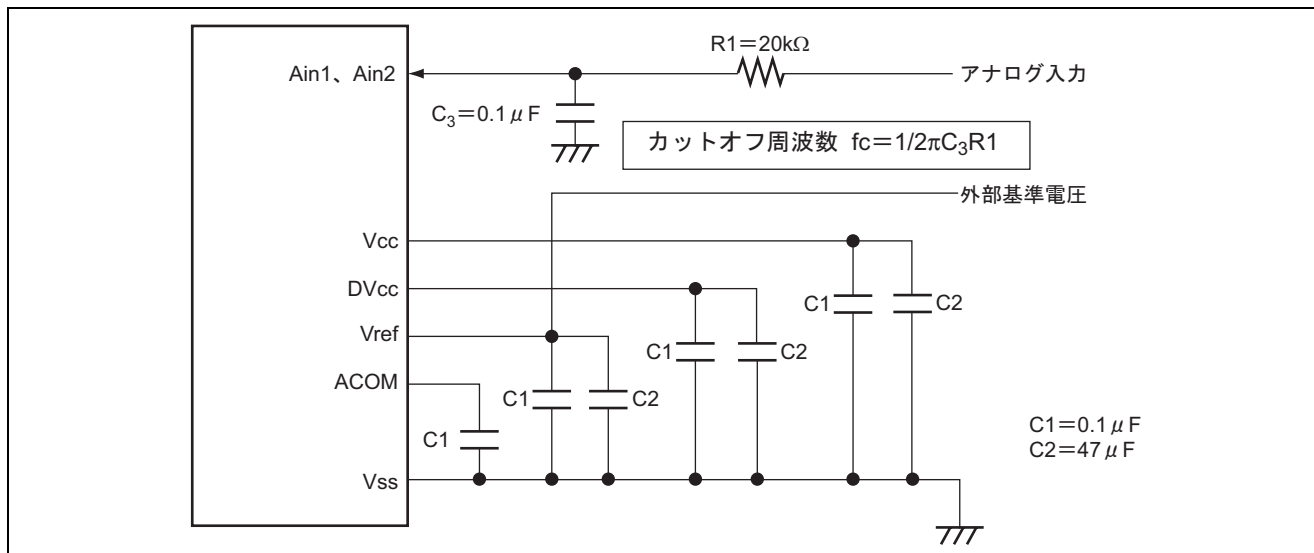 R1＝20kΩ
Ain1、Ain2
アナログ入力
C₃＝0.1μF
カットオフ周波数 fc＝1/2πC₃R1
外部基準電圧
Vcc
DVcc
C1
C2
Vref
C1
C2
ACOM
C1
C2
C1
C1＝0.1μF
C2＝47μF
Vss